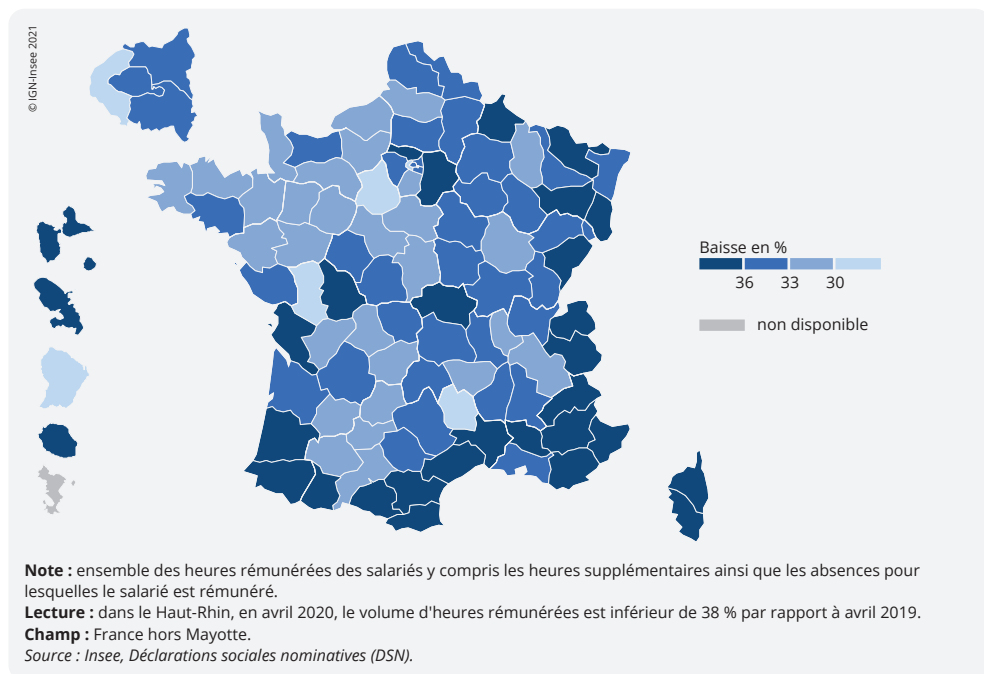 © IGN-Insee 2021
Baisse en %
36 33 30
non disponible
Note : ensemble des heures rémunérées des salariés y compris les heures supplémentaires ainsi que les absences pour
lesquelles le salarié est rémunéré.
Lecture : dans le Haut-Rhin, en avril 2020, le volume d'heures rémunérées est inférieur de 38 % par rapport à avril 2019.
Champ : France hors Mayotte.
Source : Insee, Déclarations sociales nominatives (DSN).